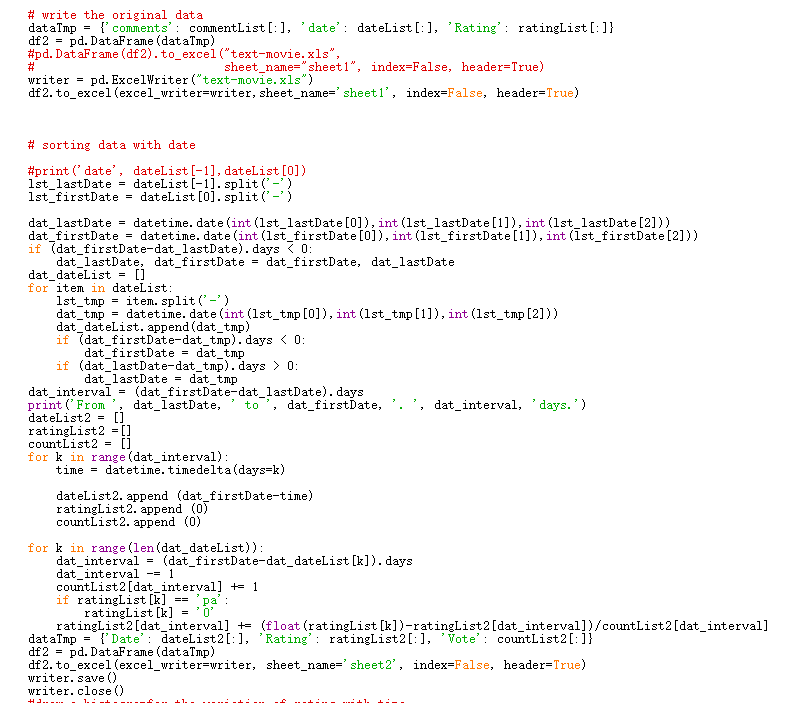 # write the original data
dataTmp = {'comments': commentList[:], 'date': dateList[:], 'Rating': ratingList[:]}
df2 = pd.DataFrame(dataTmp)
#pd.DataFrame(df2).to_excel("text-movie.xls",
#                           sheet_name="sheet1", index=False, header=True)
writer = pd.ExcelWriter("text-movie.xls")
df2.to_excel(excel_writer=writer,sheet_name='sheet1', index=False, header=True)
# sorting data with date
#print('date', dateList[-1],dateList[0])
lst_lastDate = dateList[-1].split('-')
lst_firstDate = dateList[0].split('-')
dat_lastDate = datetime.date(int(lst_lastDate[0]),int(lst_lastDate[1]),int(lst_lastDate[2]))
dat_firstDate = datetime.date(int(lst_firstDate[0]),int(lst_firstDate[1]),int(lst_firstDate[2]))
if (dat_firstDate-dat_lastDate).days < 0:
    dat_lastDate, dat_firstDate = dat_firstDate, dat_lastDate
dat_dateList = []
for item in dateList:
    lst_tmp = item.split('-')
    dat_tmp = datetime.date(int(lst_tmp[0]),int(lst_tmp[1]),int(lst_tmp[2]))
    dat_dateList.append(dat_tmp)
    if (dat_firstDate-dat_tmp).days < 0:
        dat_firstDate = dat_tmp
    if (dat_lastDate-dat_tmp).days > 0:
        dat_lastDate = dat_tmp
dat_interval = (dat_firstDate-dat_lastDate).days
print('From ', dat_lastDate, ' to ', dat_firstDate, '. ', dat_interval, 'days.')
dateList2 = []
ratingList2 =[]
countList2 = []
for k in range(dat_interval):
    time = datetime.timedelta(days=k)
    dateList2.append (dat_firstDate-time)
    ratingList2.append (0)
    countList2.append (0)
for k in range(len(dat_dateList)):
    dat_interval = (dat_firstDate-dat_dateList[k]).days
    dat_interval -= 1
    countList2[dat_interval] += 1
    if ratingList[k] == 'pa':
        ratingList[k] = '0'
    ratingList2[dat_interval] += (float(ratingList[k])-ratingList2[dat_interval])/countList2[dat_interval]
dataTmp = {'Date': dateList2[:], 'Rating': ratingList2[:], 'Vote': countList2[:]}
df2 = pd.DataFrame(dataTmp)
df2.to_excel(excel_writer=writer, sheet_name='sheet2', index=False, header=True)
writer.save()
writer.close()